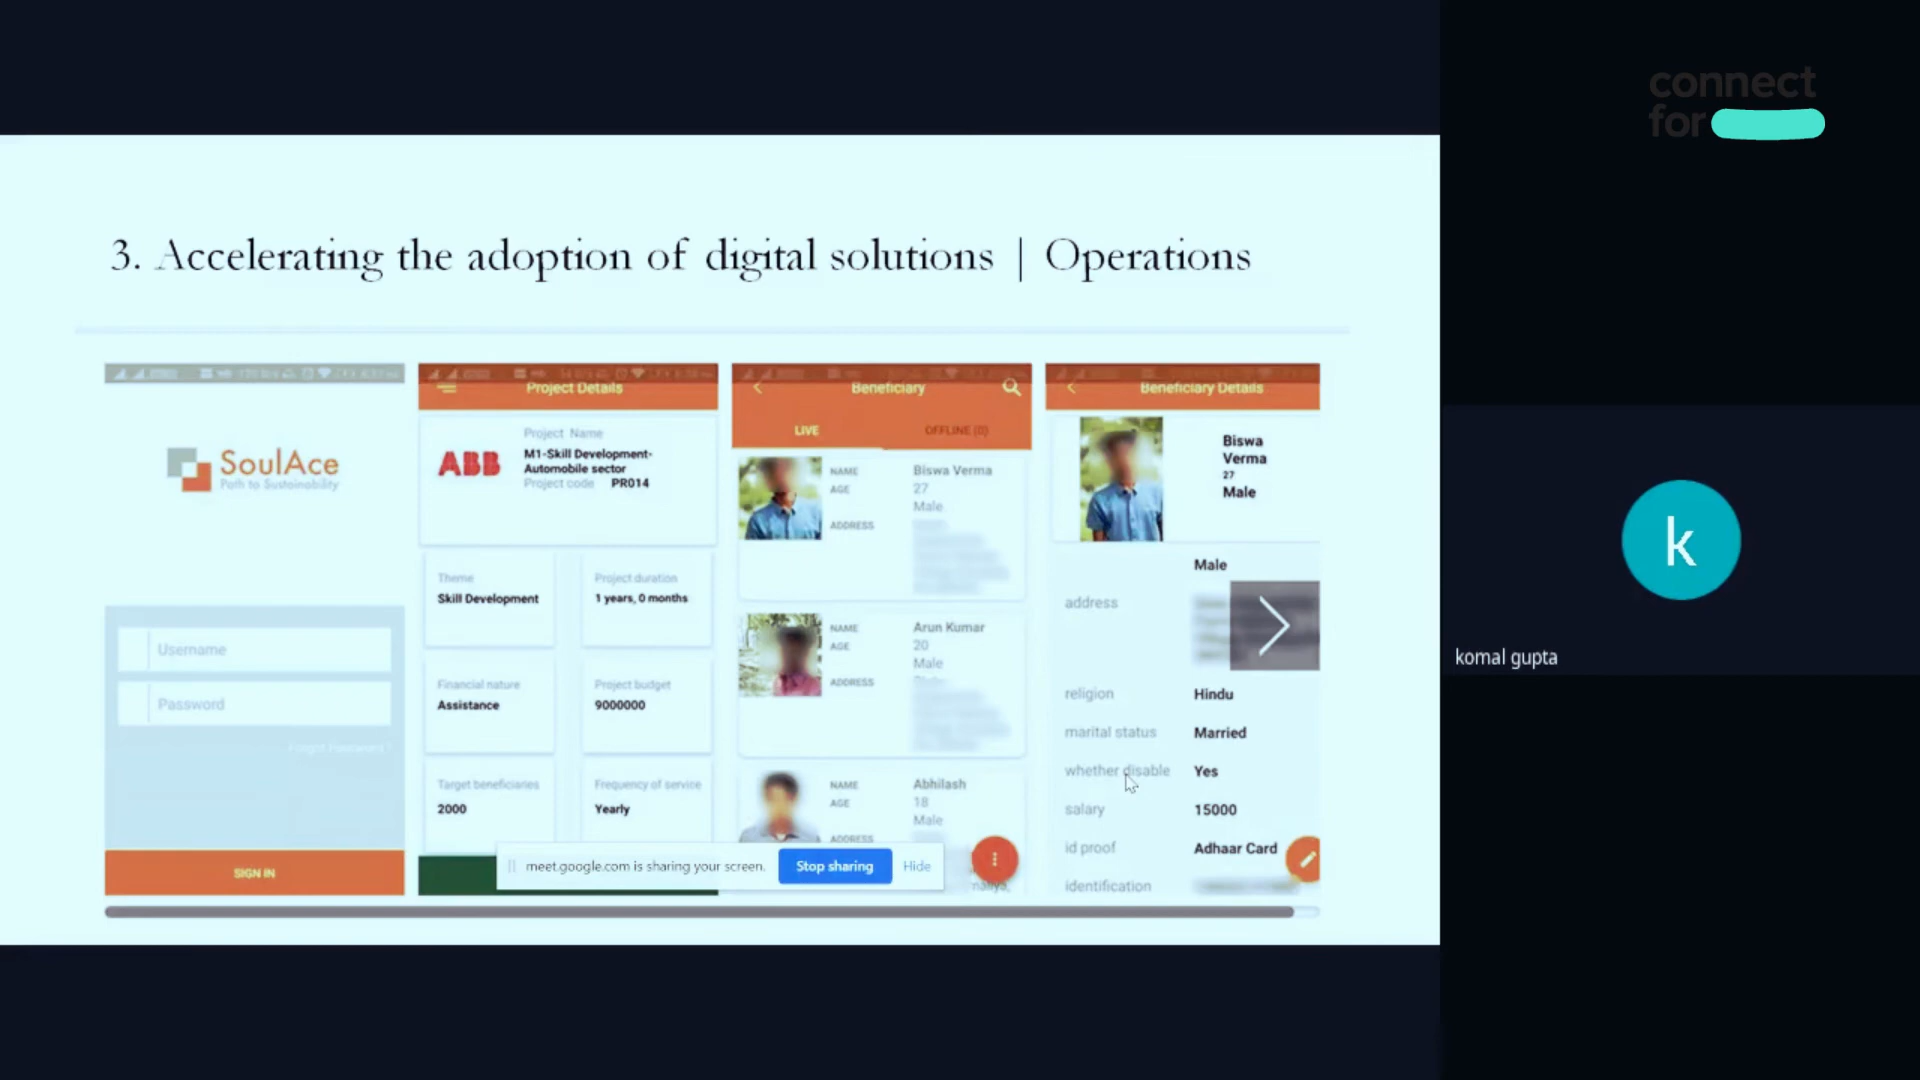 connect
for
3. Accelerating the adoption of digital solutions | Operations
SoulAce
Path to Sustainability
Username
Password
Forgot Password ?
SIGN IN
Project Details
ABB
Project Name
M1-Skill Development-
Automobile sector
Project code PR014
Theme
Skill Development
Project duration
1 years, 0 months
Financial nature
Assistance
Project budget
9000000
Target beneficiaries
2000
Frequency of service
Yearly
Beneficiary
LIVE
OFFLINE (0)
NAME Biswa Verma
AGE 27
Male
ADDRESS
NAME Arun Kumar
AGE 20
Male
ADDRESS
NAME Abhilash
AGE 18
Male
ADDRESS
Beneficiary Details
Biswa
Verma
27
Male
Male
address
religion Hindu
marital status Married
whether disable Yes
salary 15000
id proof Adhaar Card
identification
meet.google.com is sharing your screen. Stop sharing Hide
k
komal gupta